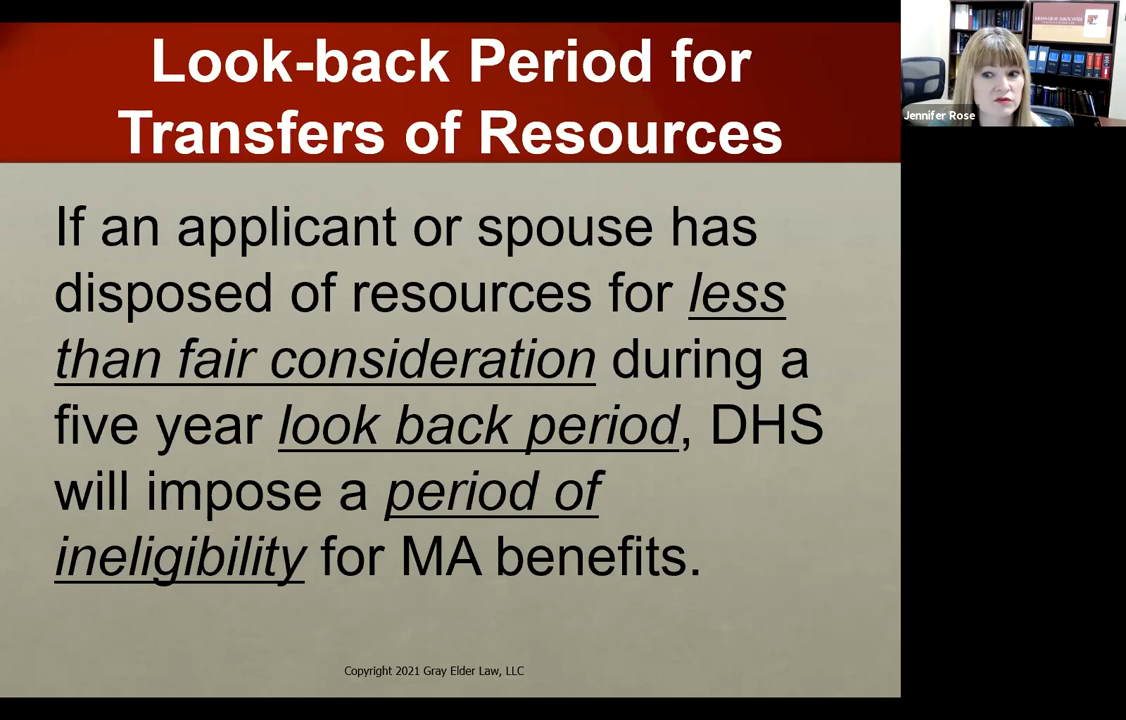 Look-back Period for
Transfers of Resources
If an applicant or spouse has
disposed of resources for less
than fair consideration during a
five year look back period, DHS
will impose a period of
ineligibility for MA benefits.
Copyright 2021 Gray Elder Law, LLC
Jennifer Rose